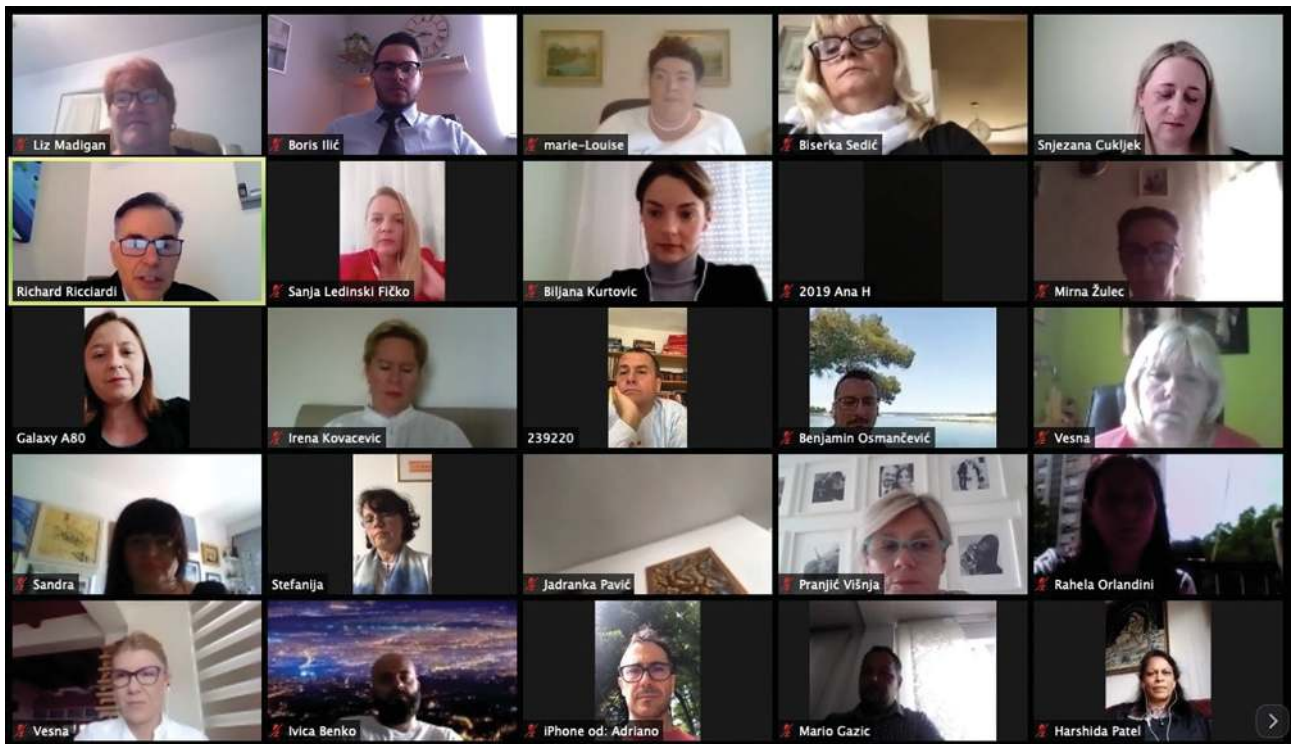 Liz Madigan
Boris Ilić
marie-Louise
Biserka Sedić
Snjezana Cukljek
Richard Ricciardi
Sanja Ledinski Fičko
Biljana Kurtovic
2019 Ana H
Mirna Žulec
Galaxy A80
Irena Kovacevic
239220
Benjamin Osmančević
Vesna
Sandra
Stefanija
Jadranka Pavić
Pranjić Višnja
Rahela Orlandini
Vesna
Ivica Benko
iPhone od: Adriano
Mario Gazic
Harshida Patel